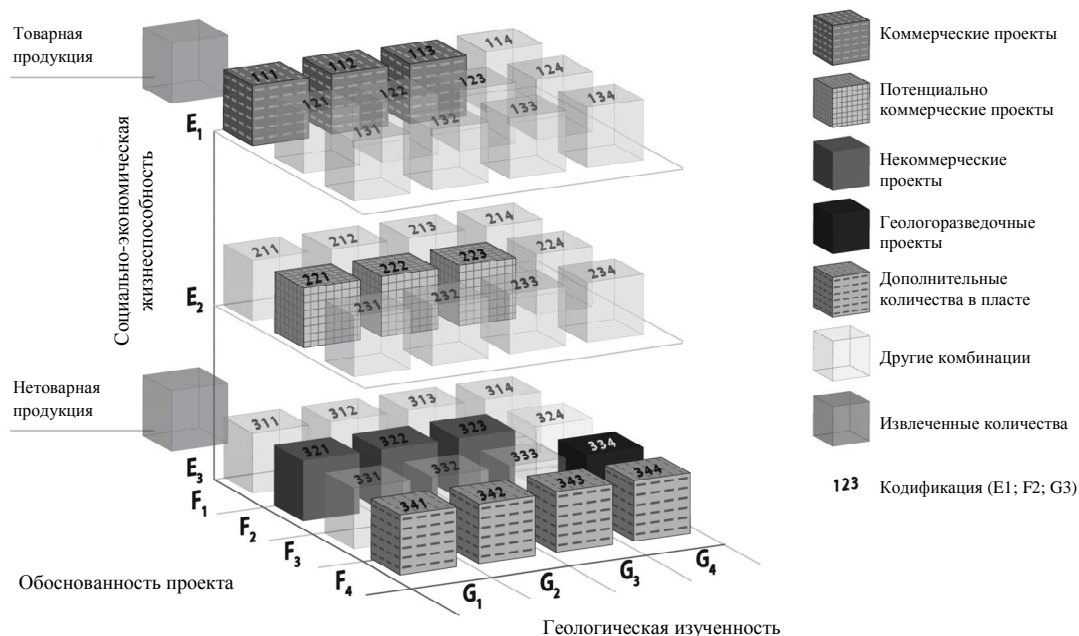 Товарная
продукция
Социально-экономическая
жизнеспособность
Нетоварная
продукция
E1
E2
E3
111 112 113 114
121 122 123 124
131 132 133 134
211 212 213 214
221 222 223 224
231 232 233 234
311 312 313 314
321 322 323 324
331 332 333 334
341 342 343 344
F1
F2
F3
F4
G1
G2
G3
G4
Обоснованность проекта
Геологическая изученность
Коммерческие проекты
Потенциально
коммерческие проекты
Некоммерческие
проекты
Геологоразведочные
проекты
Дополнительные
количества в пласте
Другие комбинации
Извлеченные количества
123 Кодификация (E1; F2; G3)